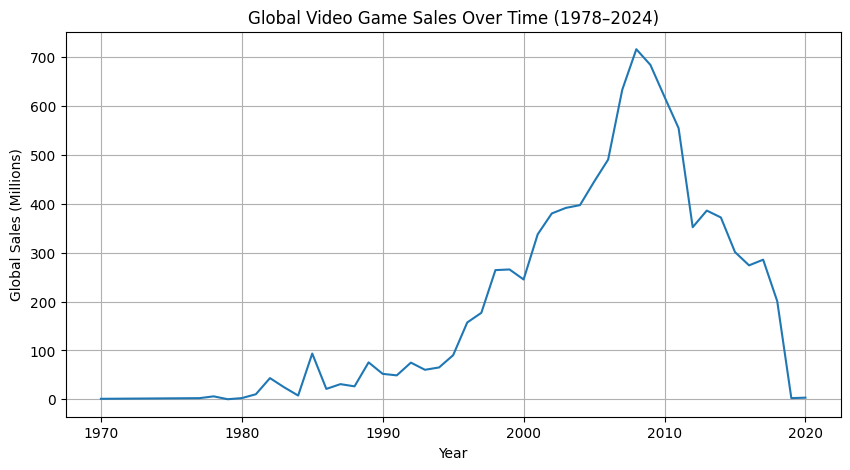 Global Video Game Sales Over Time (1978–2024)
700
600
500
400
300
200
100
0
Global Sales (Millions)
1970 1980 1990 2000 2010 2020
Year